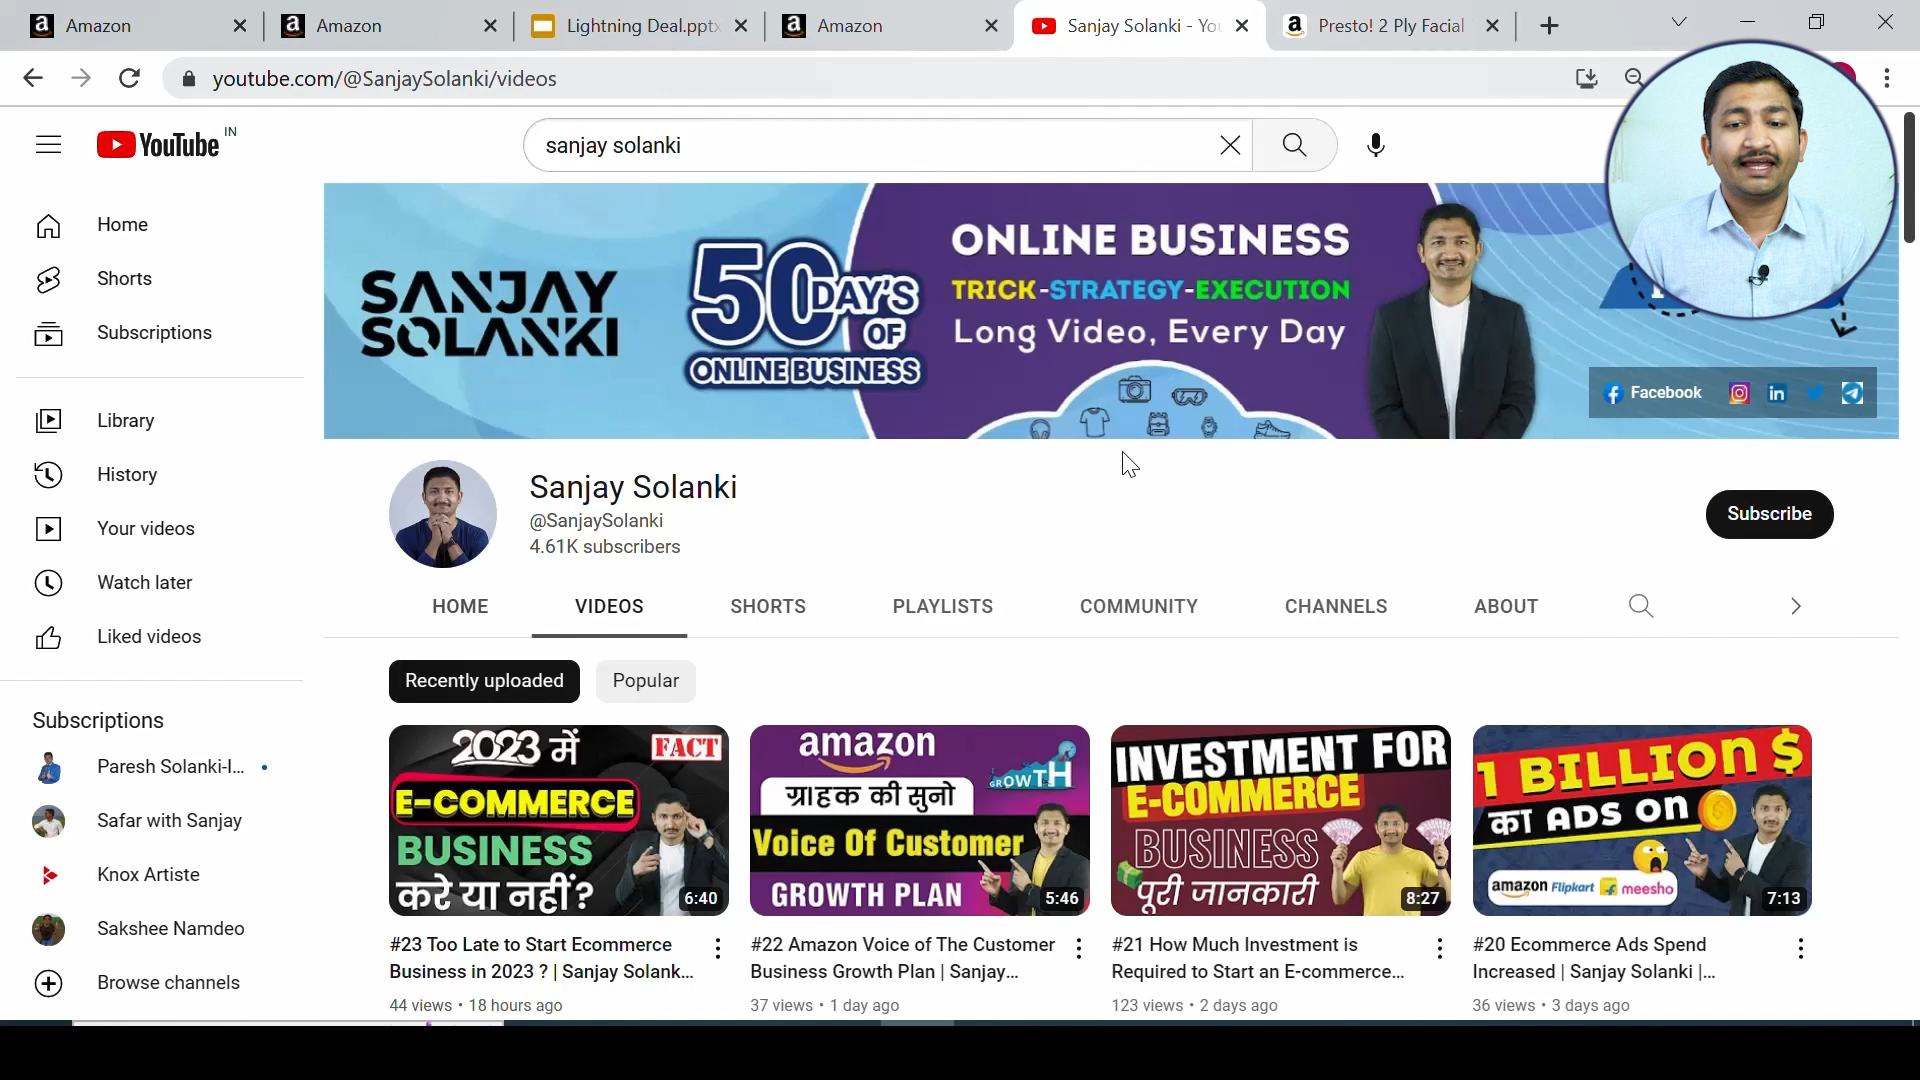 Amazon
Amazon
Lightning Deal.pptx
Amazon
Sanjay Solanki - You
Presto! 2 Ply Facial
youtube.com/@SanjaySolanki/videos
YouTube IN
sanjay solanki
Home
Shorts
Subscriptions
Library
History
Your videos
Watch later
Liked videos
Subscriptions
Paresh Solanki-I...
Safar with Sanjay
Knox Artiste
Sakshee Namdeo
Browse channels
SANJAY
SOLANKI
50 DAY'S
OF
ONLINE BUSINESS
ONLINE BUSINESS
TRICK-STRATEGY-EXECUTION
Long Video, Every Day
Facebook
Sanjay Solanki
@SanjaySolanki
4.61K subscribers
Subscribe
HOME
VIDEOS
SHORTS
PLAYLISTS
COMMUNITY
CHANNELS
ABOUT
Recently uploaded
Popular
2023 में
FACT
E-COMMERCE
BUSINESS
करे या नहीं?
6:40
#23 Too Late to Start Ecommerce
Business in 2023 ? | Sanjay Solank...
44 views • 18 hours ago
amazon
GROWTH
ग्राहक की सुनो
Voice Of Customer
GROWTH PLAN
5:46
#22 Amazon Voice of The Customer
Business Growth Plan | Sanjay...
37 views • 1 day ago
INVESTMENT FOR
E-COMMERCE
BUSINESS
पूरी जानकारी
8:27
#21 How Much Investment is
Required to Start an E-commerce...
123 views • 2 days ago
1 BILLION $
का ADS ON
amazon Flipkart meesho
7:13
#20 Ecommerce Ads Spend
Increased | Sanjay Solanki |...
36 views • 3 days ago